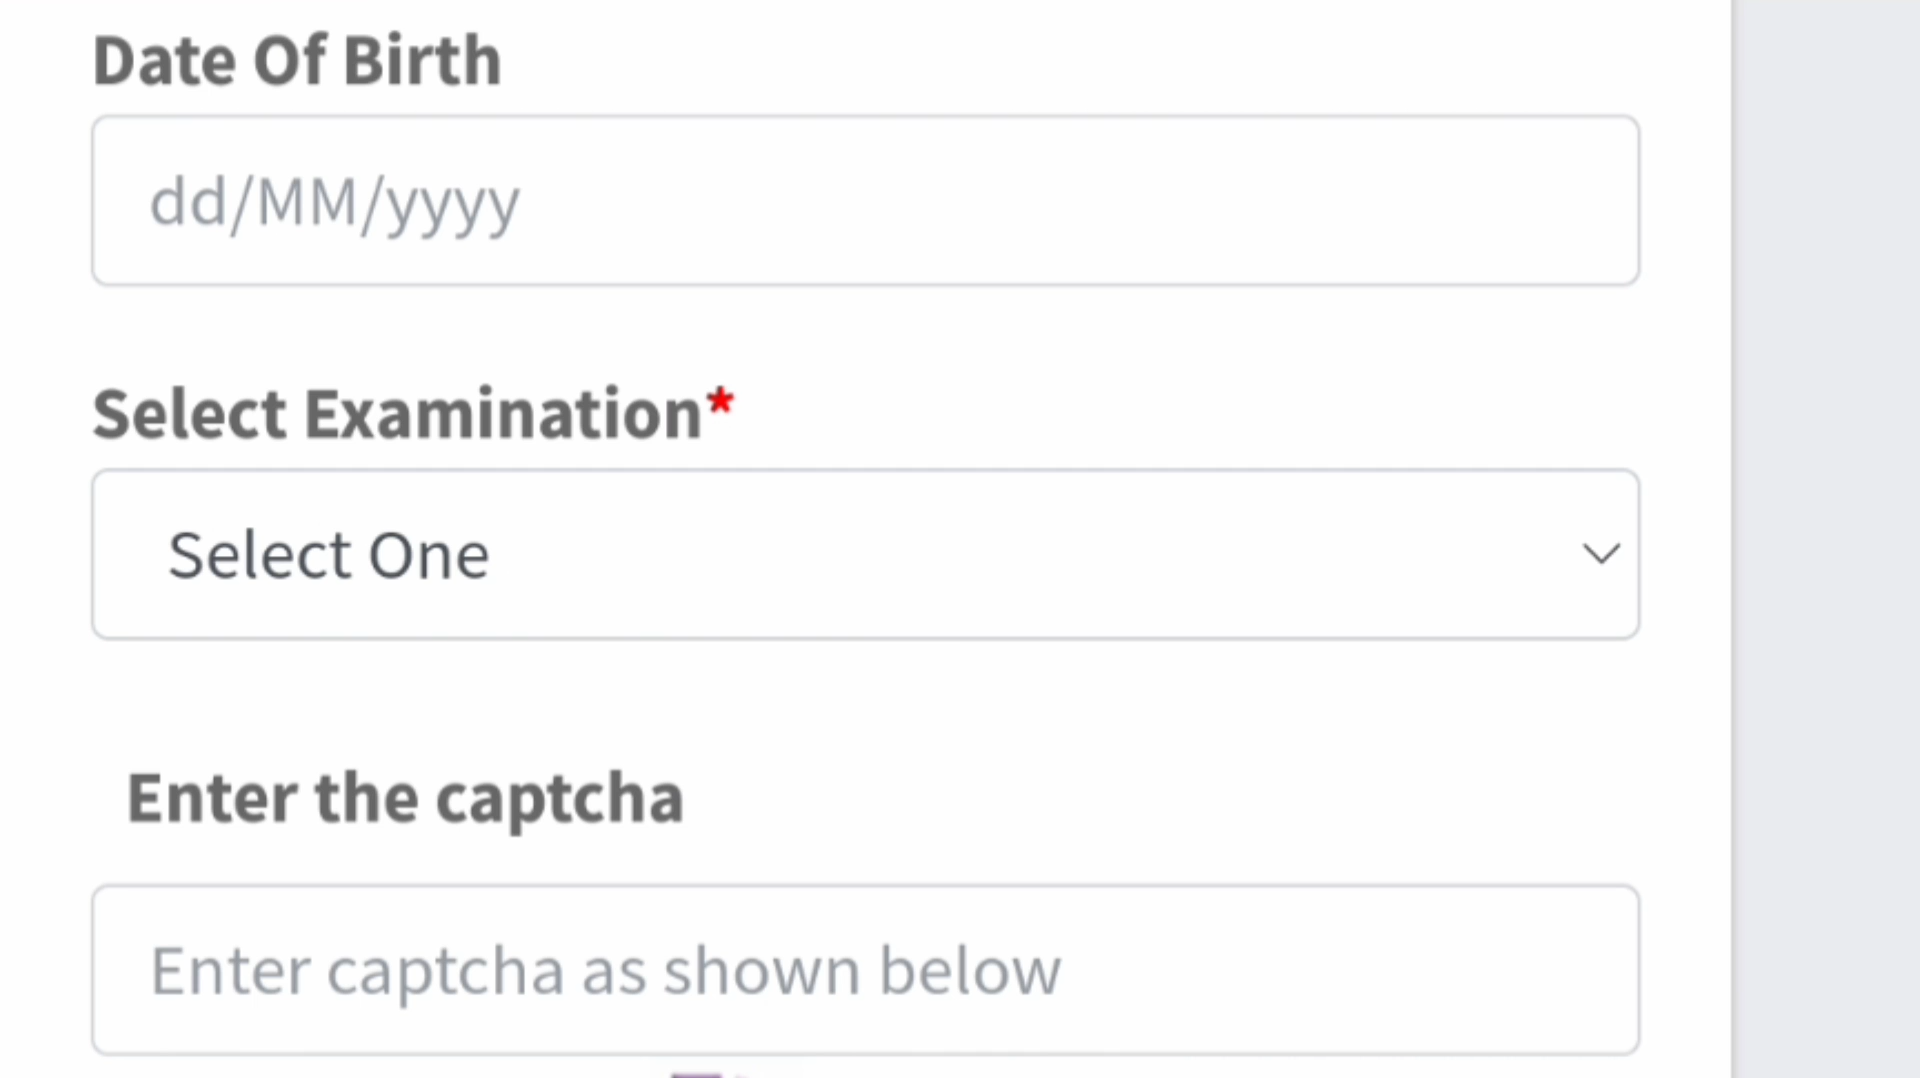 Date Of Birth
dd/MM/yyyy
Select Examination*
Select One
Enter the captcha
Enter captcha as shown below